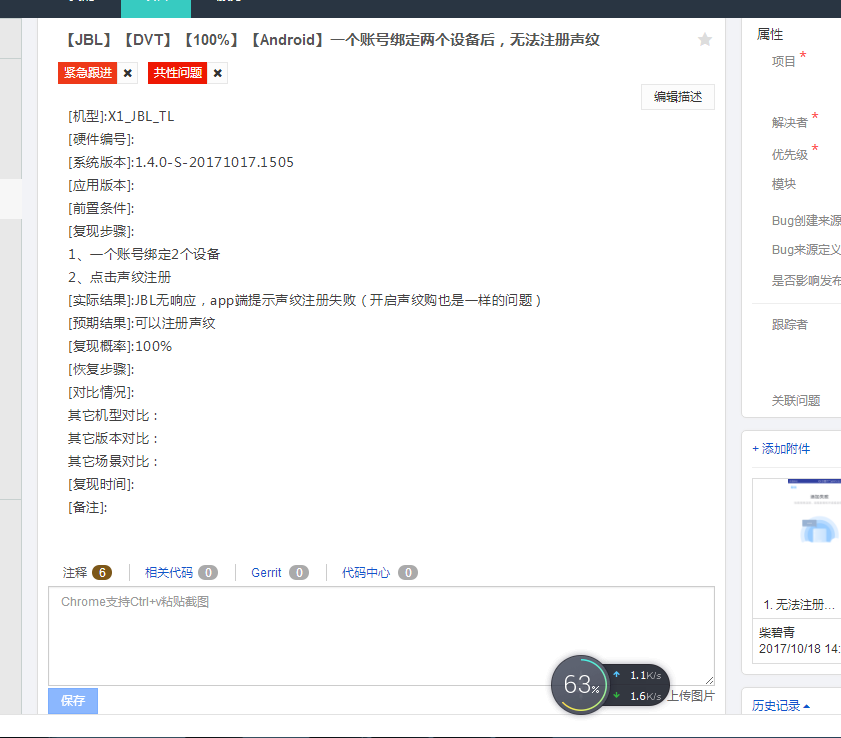 【JBL】【DVT】【100%】【Android】一个账号绑定两个设备后，无法注册声纹
紧急跟进 ×
共性问题 ×
编辑描述
[机型]:X1_JBL_TL
[硬件编号]:
[系统版本]:1.4.0-S-20171017.1505
[应用版本]:
[前置条件]:
[复现步骤]:
1、一个账号绑定2个设备
2、点击声纹注册
[实际结果]:JBL无响应，app端提示声纹注册失败（开启声纹购也是一样的问题）
[预期结果]:可以注册声纹
[复现概率]:100%
[恢复步骤]:
[对比情况]:
其它机型对比：
其它版本对比：
其它场景对比：
[复现时间]:
[备注]:
注释 6
相关代码 0
Gerrit 0
代码中心 0
Chrome支持Ctrl+v粘贴截图
保存
63%
1.1K/s
1.6K/s
上传图片
属性
项目 *
解决者 *
优先级 *
模块
Bug创建来源
Bug来源定义
是否影响发布
跟踪者
关联问题
+ 添加附件
1. 无法注册...
柴碧青
2017/10/18 14:
历史记录